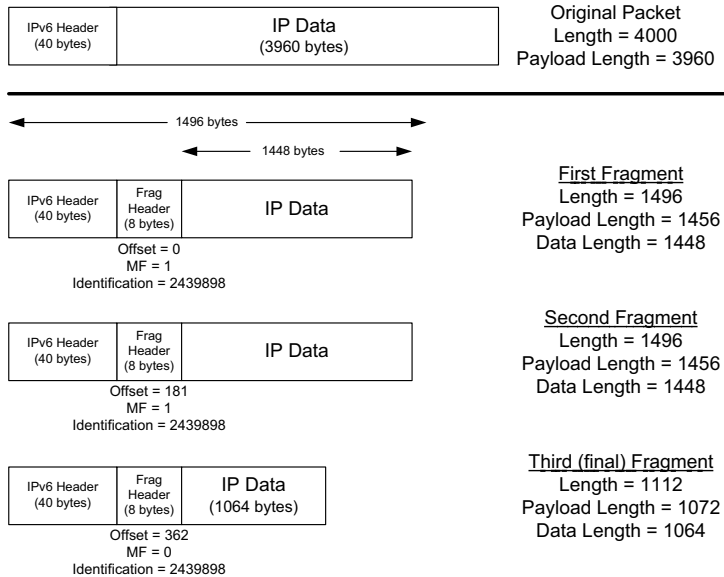 IPv6 Header
(40 bytes)
IP Data
(3960 bytes)
Original Packet
Length = 4000
Payload Length = 3960
1496 bytes
1448 bytes
IPv6 Header
(40 bytes)
Frag
Header
(8 bytes)
IP Data
Offset = 0
MF = 1
Identification = 2439898
First Fragment
Length = 1496
Payload Length = 1456
Data Length = 1448
IPv6 Header
(40 bytes)
Frag
Header
(8 bytes)
IP Data
Offset = 181
MF = 1
Identification = 2439898
Second Fragment
Length = 1496
Payload Length = 1456
Data Length = 1448
IPv6 Header
(40 bytes)
Frag
Header
(8 bytes)
IP Data
(1064 bytes)
Offset = 362
MF = 0
Identification = 2439898
Third (final) Fragment
Length = 1112
Payload Length = 1072
Data Length = 1064